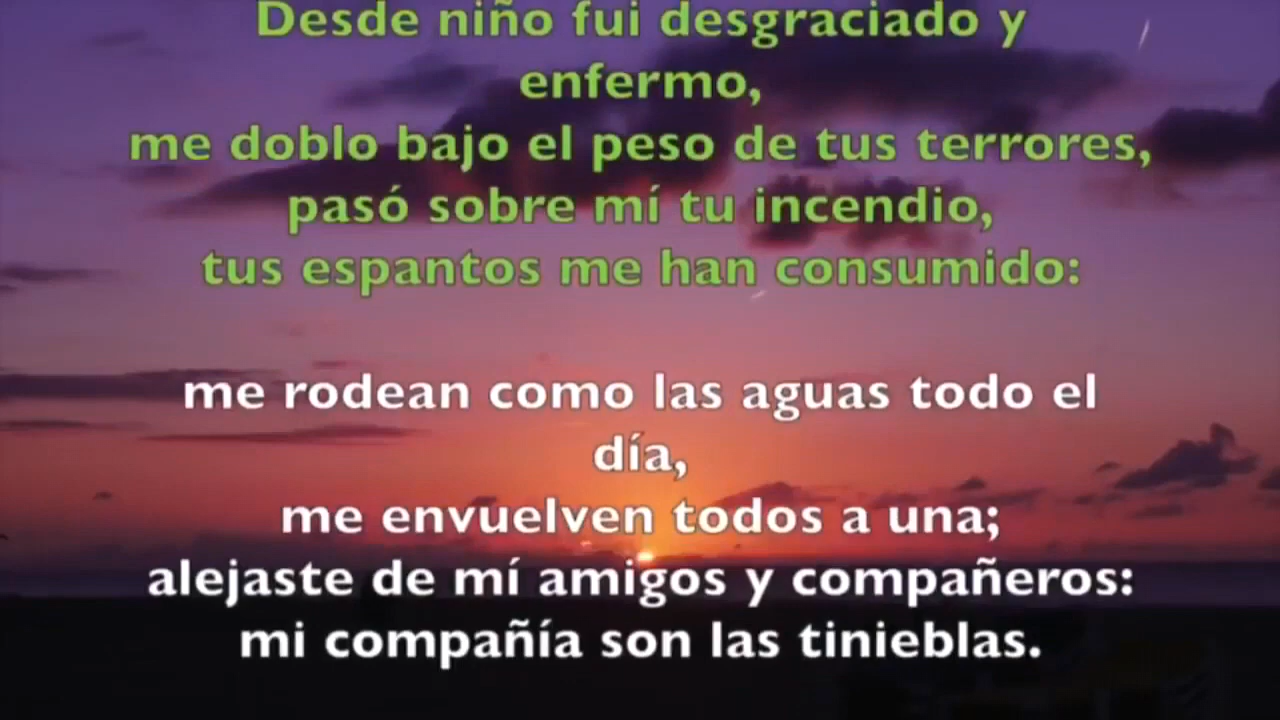 Desde niño fui desgraciado y
enfermo,
me doblo bajo el peso de tus terrores,
pasó sobre mí tu incendio,
tus espantos me han consumido:
me rodean como las aguas todo el
día,
me envuelven todos a una;
alejaste de mí amigos y compañeros:
mi compañía son las tinieblas.